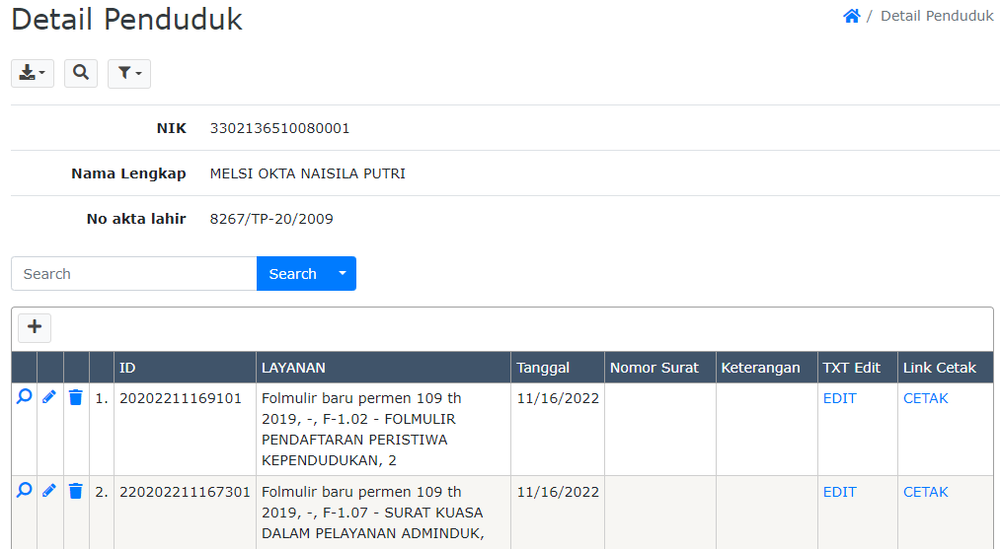 Detail Penduduk
/ Detail Penduduk
NIK 3302136510080001
Nama Lengkap MELSI OKTA NAISILA PUTRI
No akta lahir 8267/TP-20/2009
Search Search
ID LAYANAN Tanggal Nomor Surat Keterangan TXT Edit Link Cetak
1. 20202211169101 Folmulir baru permen 109 th 11/16/2022 EDIT CETAK
2019, -, F-1.02 - FOLMULIR
PENDAFTARAN PERISTIWA
KEPENDUDUKAN, 2
2. 220202211167301 Folmulir baru permen 109 th 11/16/2022 EDIT CETAK
2019, -, F-1.07 - SURAT KUASA
DALAM PELAYANAN ADMINDUK,